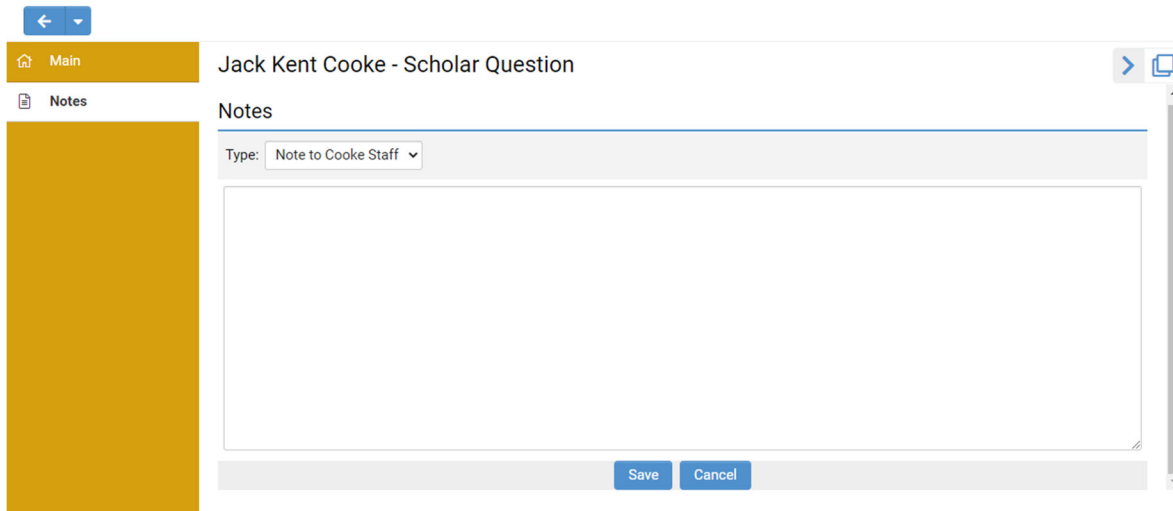 Main
Jack Kent Cooke - Scholar Question
Notes
Notes
Type: Note to Cooke Staff
Save Cancel